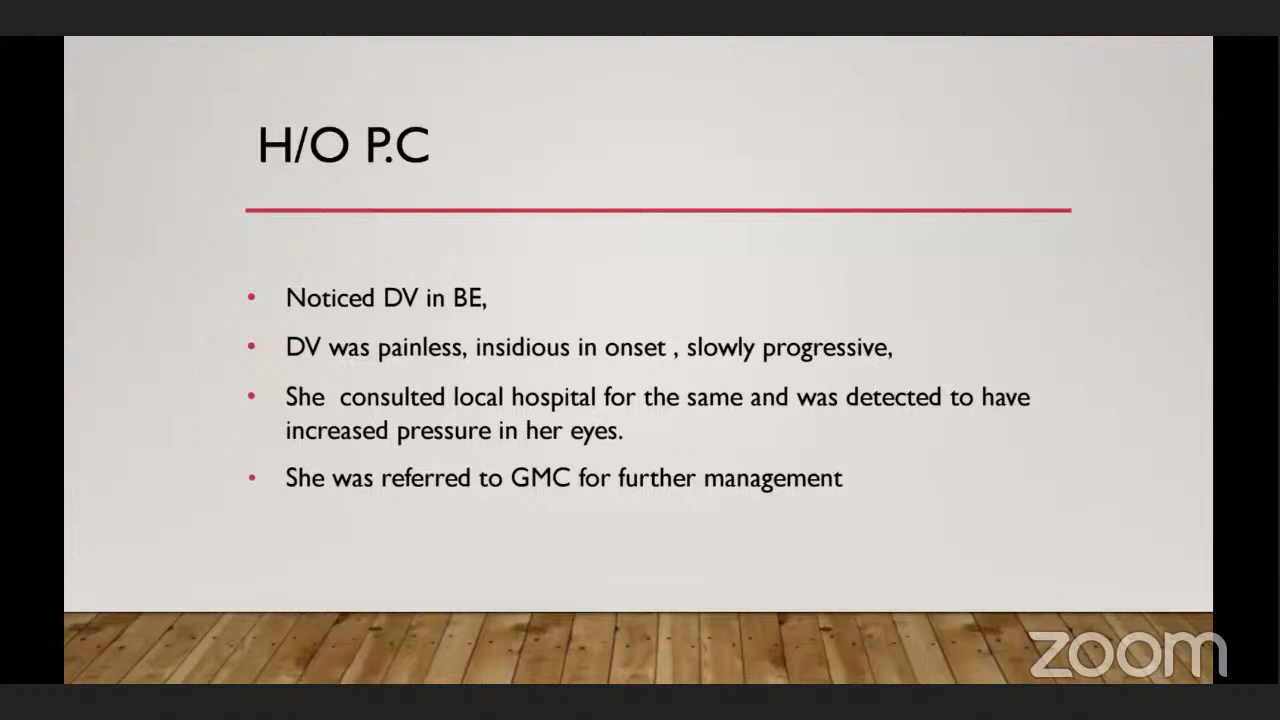 H/O P.C
• Noticed DV in BE,
• DV was painless, insidious in onset , slowly progressive,
• She consulted local hospital for the same and was detected to have
increased pressure in her eyes.
• She was referred to GMC for further management
zoom